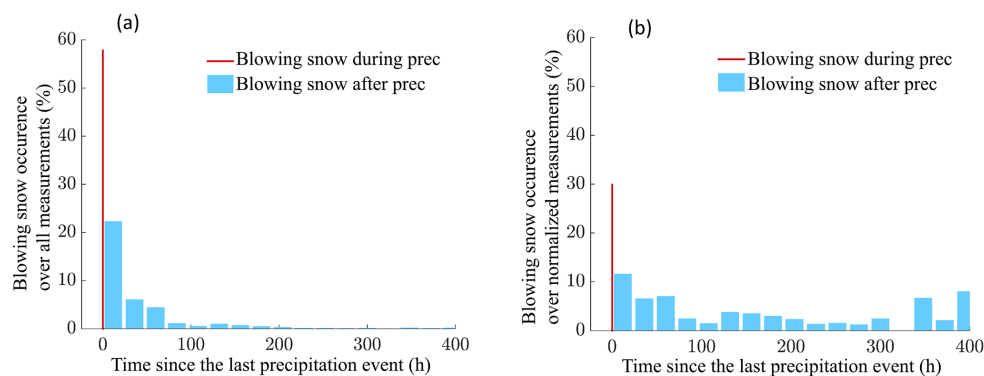 (a)
60
50
40
30
20
10
0
Blowing snow occurence
over all measurements (%)
Blowing snow during prec
Blowing snow after prec
0
100
200
300
400
Time since the last precipitation event (h)
(b)
60
50
40
30
20
10
0
Blowing snow occurence
over normalized measurements (%)
Blowing snow during prec
Blowing snow after prec
0
100
200
300
400
Time since the last precipitation event (h)